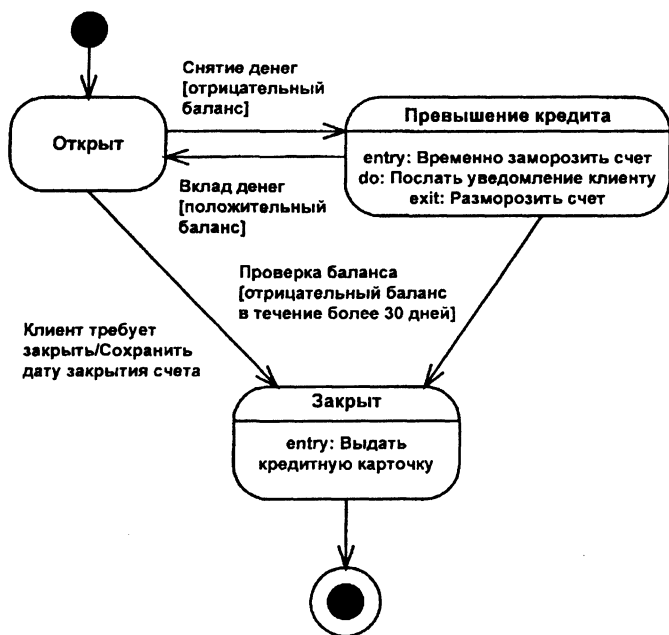 Снятие денег
[отрицательный
баланс]
Открыт
Превышение кредита
entry: Временно заморозить счет
do: Послать уведомление клиенту
exit: Разморозить счет
Вклад денег
[положительный
баланс]
Проверка баланса
[отрицательный баланс
в течение более 30 дней]
Клиент требует
закрыть/Сохранить
дату закрытия счета
Закрыт
entry: Выдать
кредитную карточку